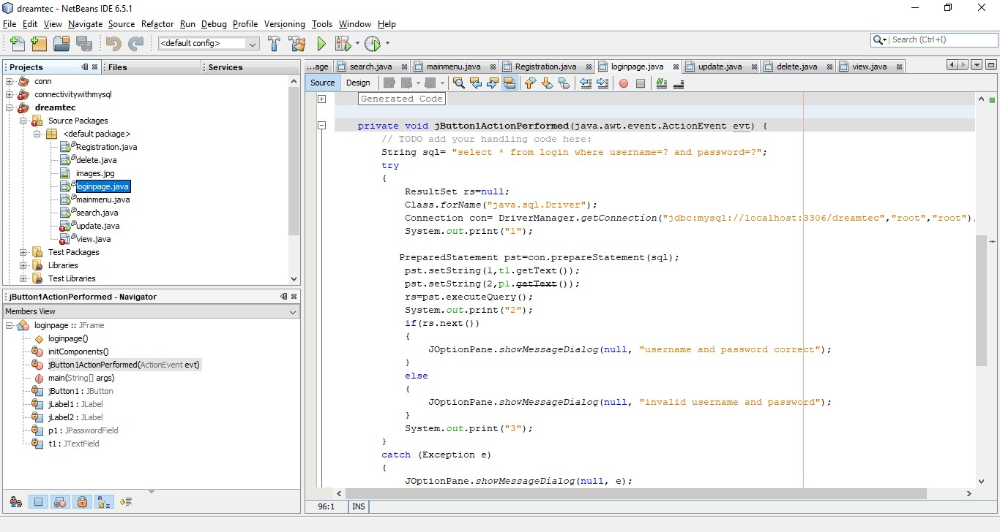 dreamtec - NetBeans IDE 6.5.1
File Edit View Navigate Source Refactor Run Debug Profile Versioning Tools Window Help
<default config>
Search (Ctrl+I)
Projects
Files
Services
conn
connectivitywithmysql
dreamtec
Source Packages
<default package>
Registration.java
delete.java
images.jpg
loginpage.java
mainmenu.java
search.java
update.java
view.java
Test Packages
Libraries
Test Libraries
jButton1ActionPerformed - Navigator
Members View
loginpage :: JFrame
loginpage()
initComponents()
jButton1ActionPerformed(ActionEvent evt)
main(String[] args)
jButton1 : JButton
jLabel1 : JLabel
jLabel2 : JLabel
p1 : JPasswordField
t1 : JTextField
...age search.java mainmenu.java Registration.java loginpage.java update.java delete.java view.java
Source Design
Generated Code
private void jButton1ActionPerformed(java.awt.event.ActionEvent evt) {
// TODO add your handling code here:
String sql= "select * from login where username=? and password=?";
try
{
ResultSet rs=null;
Class.forName("java.sql.Driver");
Connection con= DriverManager.getConnection("jdbc:mysql://localhost:3306/dreamtec","root","root")
System.out.print("1");
PreparedStatement pst=con.prepareStatement(sql);
pst.setString(1,t1.getText());
pst.setString(2,p1.getText());
rs=pst.executeQuery();
System.out.print("2");
if(rs.next())
{
JOptionPane.showMessageDialog(null, "username and password correct");
}
else
{
JOptionPane.showMessageDialog(null, "invalid username and password");
}
System.out.print("3");
}
catch (Exception e)
{
JOptionPane.showMessageDialog(null, e);
96:1 INS